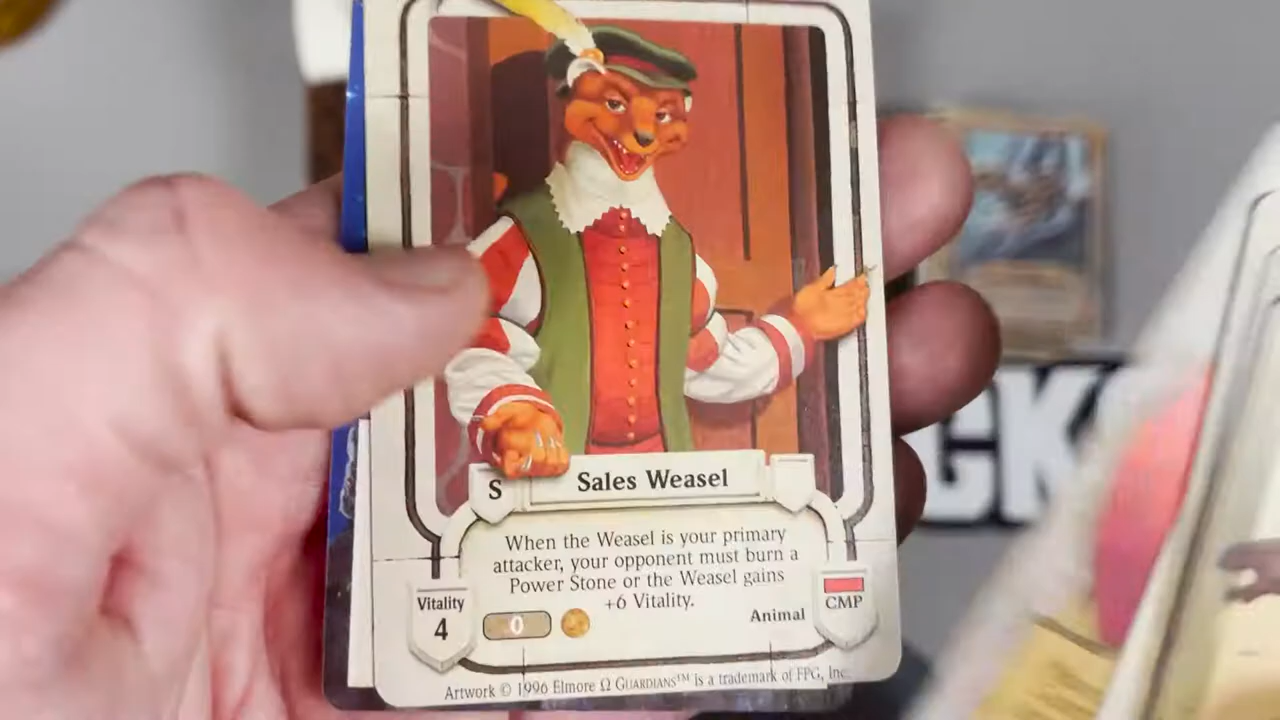 S
Sales Weasel
When the Weasel is your primary
attacker, your opponent must burn a
Power Stone or the Weasel gains
+6 Vitality.
Vitality
4
0
Animal
CMP
Artwork © 1996 Elmore Ω GUARDIANS™ is a trademark of FPG, Inc.
CK